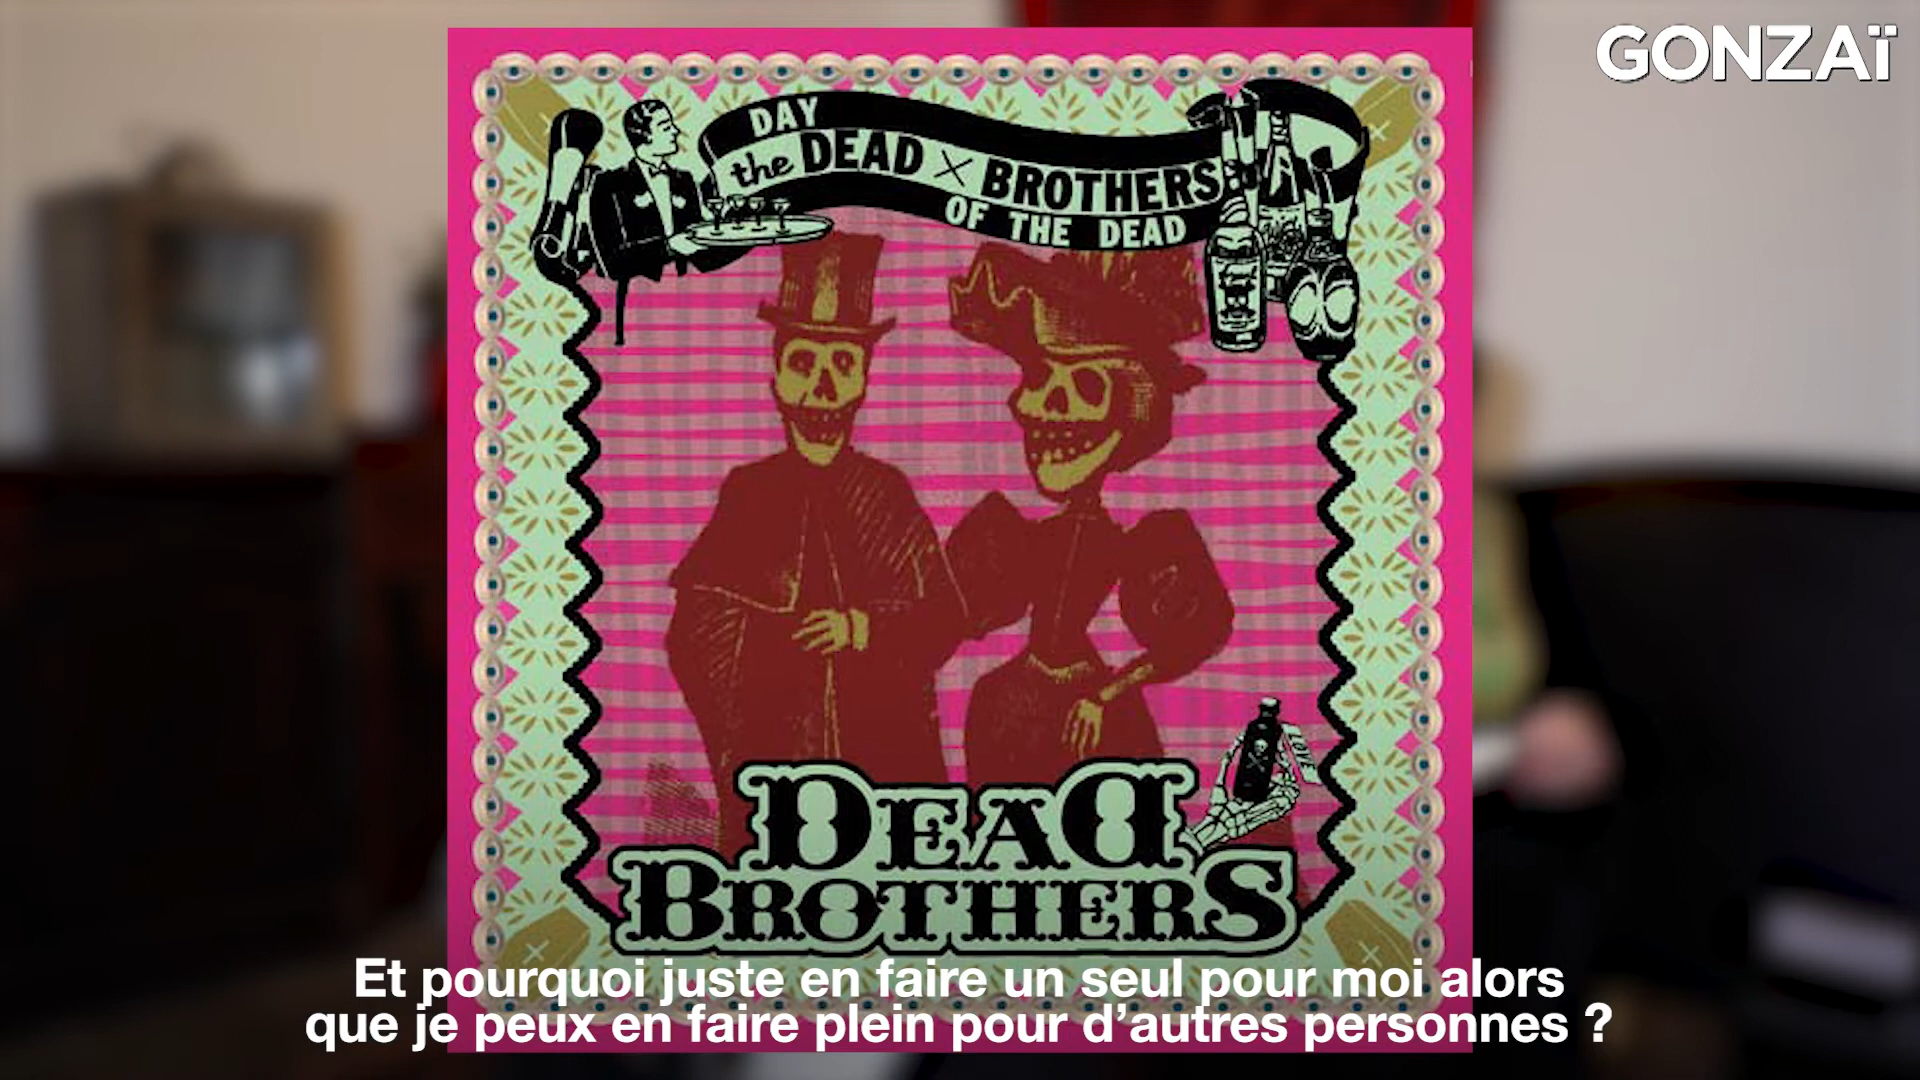 GONZAÏ
DAY
the DEAD X BROTHERS
OF THE DEAD
DEAD
BROTHERS
Et pourquoi juste en faire un seul pour moi alors
que je peux en faire plein pour d'autres personnes ?